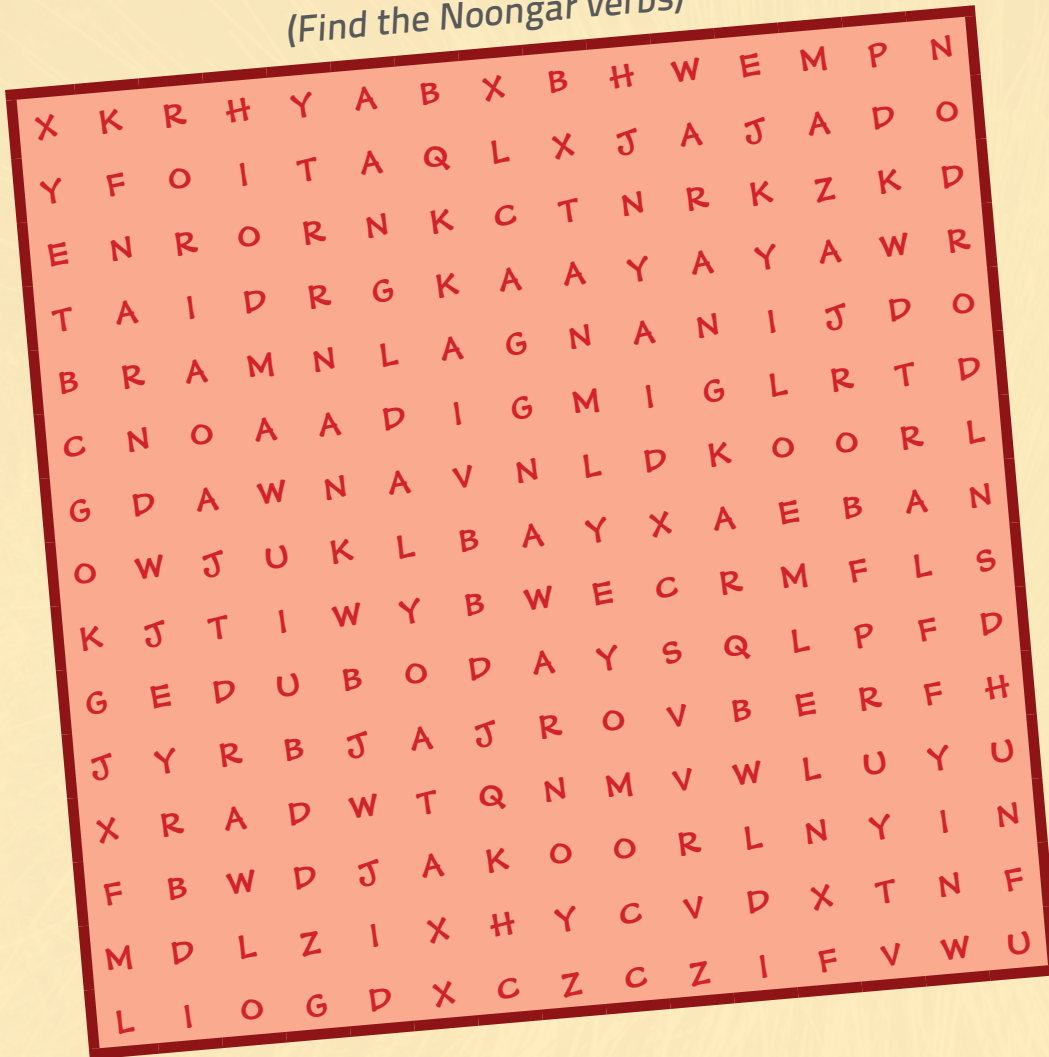 (Find the Noongar verbs)
X K R H Y A B X B H W E M P N
Y F O I T A Q L X J A J A D O
E N R O R N K C T N R K Z K D
T A I D R G K A A Y A Y A W R
B R A M N L A G N A N I J D O
C N O A A D I G M I G L R T D
G D A W N A V N L D K O O R L
O W J U K L B A Y X A E B A N
K J T I W Y B W E C R M F L S
G E D U B O D A Y S Q L P F D
J Y R B J A J R O V B E R F H
X R A D W T Q N M V W L U Y U
F B W D J A K O O R L N Y I N
M D L Z I X H Y C V D X T N F
L I O G D X C Z C Z I F V W U